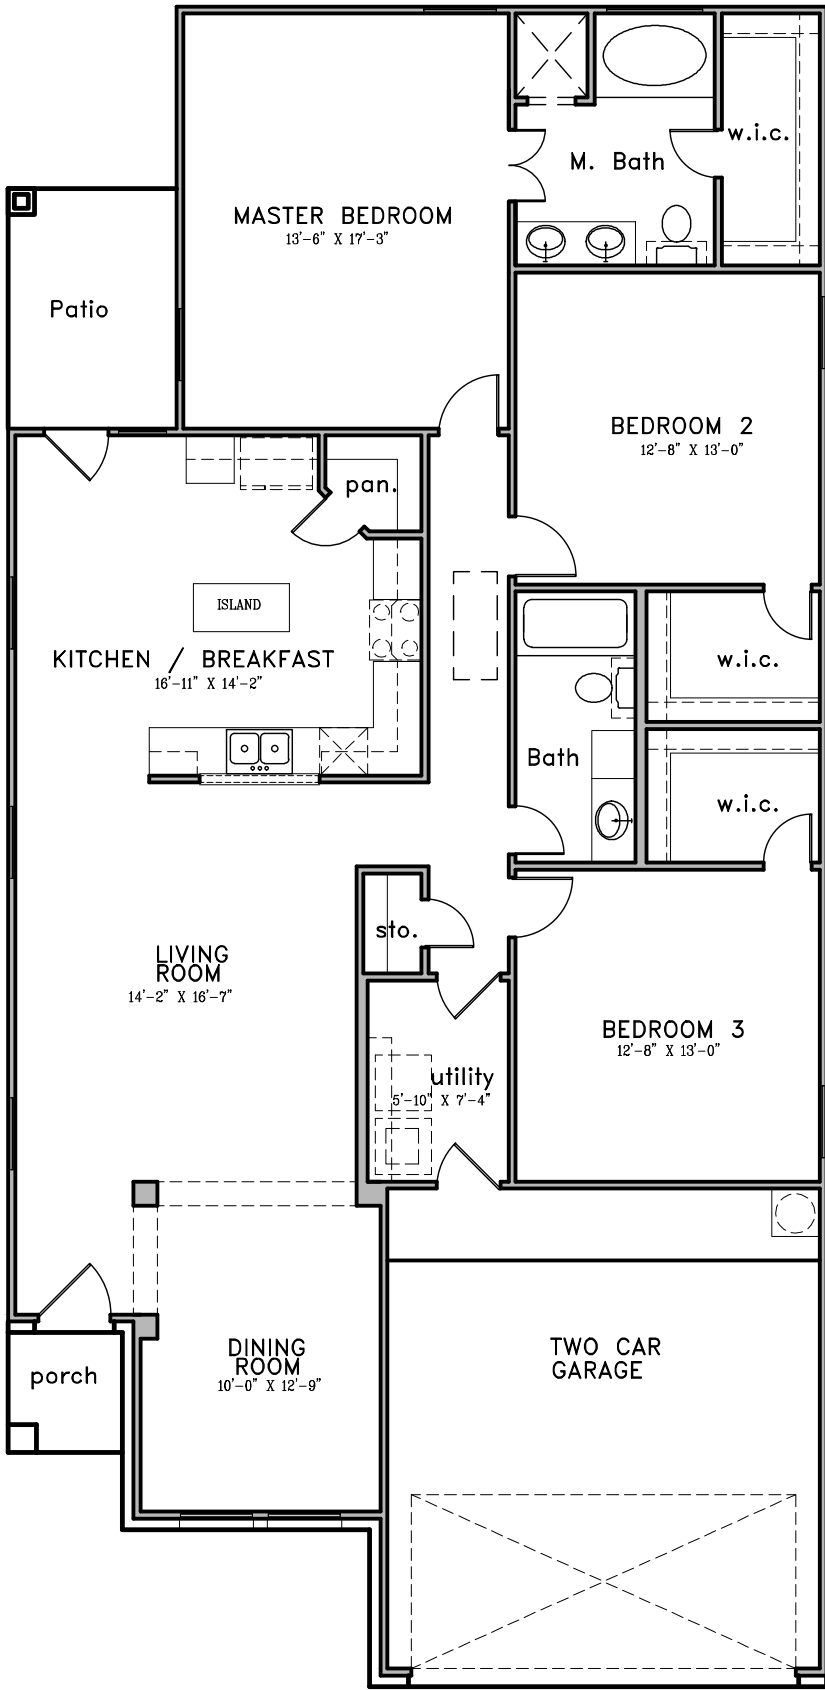 w.i.c.
M. Bath
MASTER BEDROOM
13'-6" X 17'-3"
Patio
BEDROOM 2
12'-8" X 13'-0"
pan.
ISLAND
KITCHEN / BREAKFAST
16'-11" X 14'-2"
w.i.c.
Bath
w.i.c.
sto.
LIVING
ROOM
14'-2" X 16'-7"
BEDROOM 3
12'-8" X 13'-0"
utility
5'-10" X 7'-4"
DINING
ROOM
10'-0" X 12'-9"
TWO CAR
GARAGE
porch